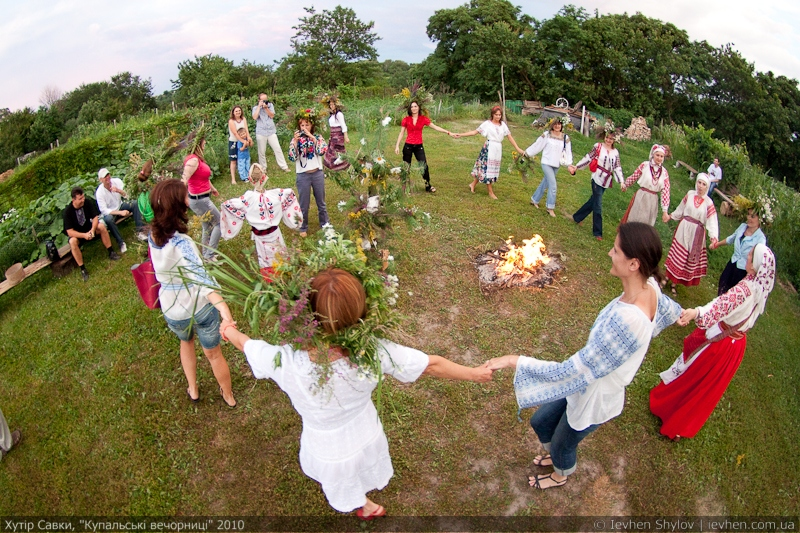 Хутір Савки, "Купальські вечорниці" 2010
© Ievhen Shylov | ievhen.com.ua